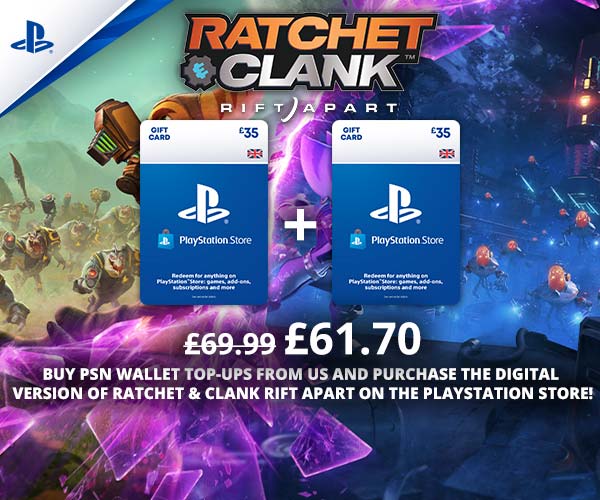 RATCHET
CLANK™
RIFT APART
GIFT CARD £35
PlayStation Store
Redeem for anything on
PlayStation™Store: games, add-ons,
subscriptions and more
+
GIFT CARD £35
PlayStation Store
Redeem for anything on
PlayStation™Store: games, add-ons,
subscriptions and more
£69.99 £61.70
BUY PSN WALLET TOP-UPS FROM US AND PURCHASE THE DIGITAL
VERSION OF RATCHET & CLANK RIFT APART ON THE PLAYSTATION STORE!